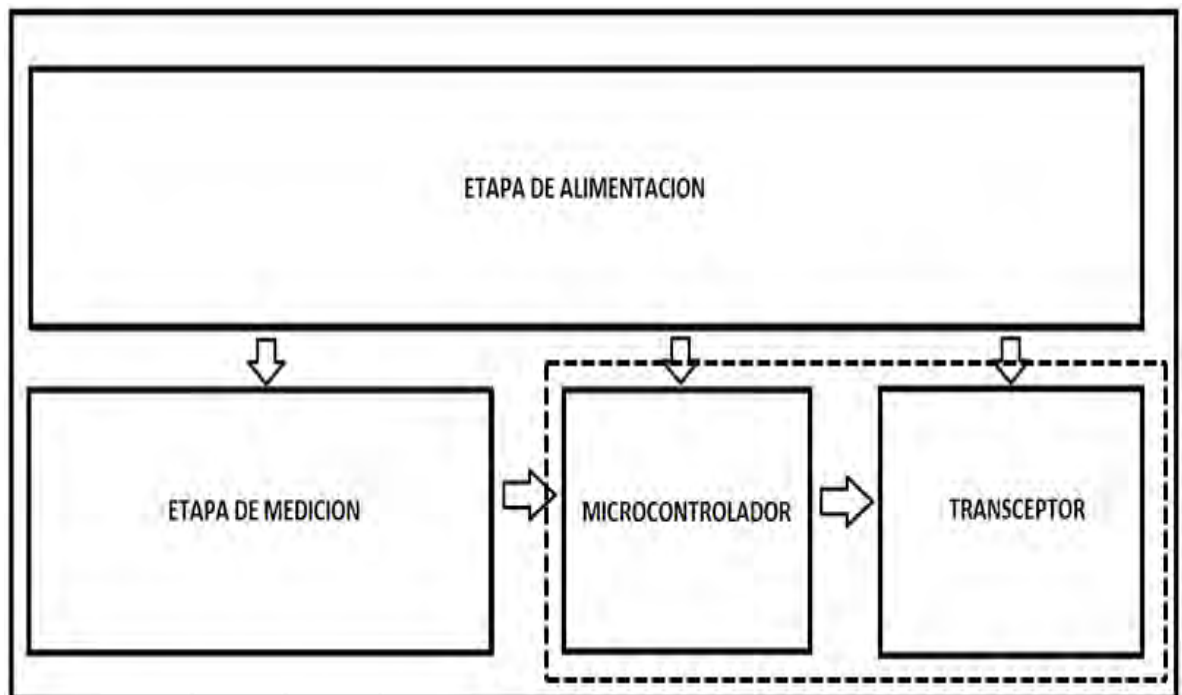 ETAPA DE ALIMENTACION
ETAPA DE MEDICION
MICROCONTROLADOR
TRANSCEPTOR